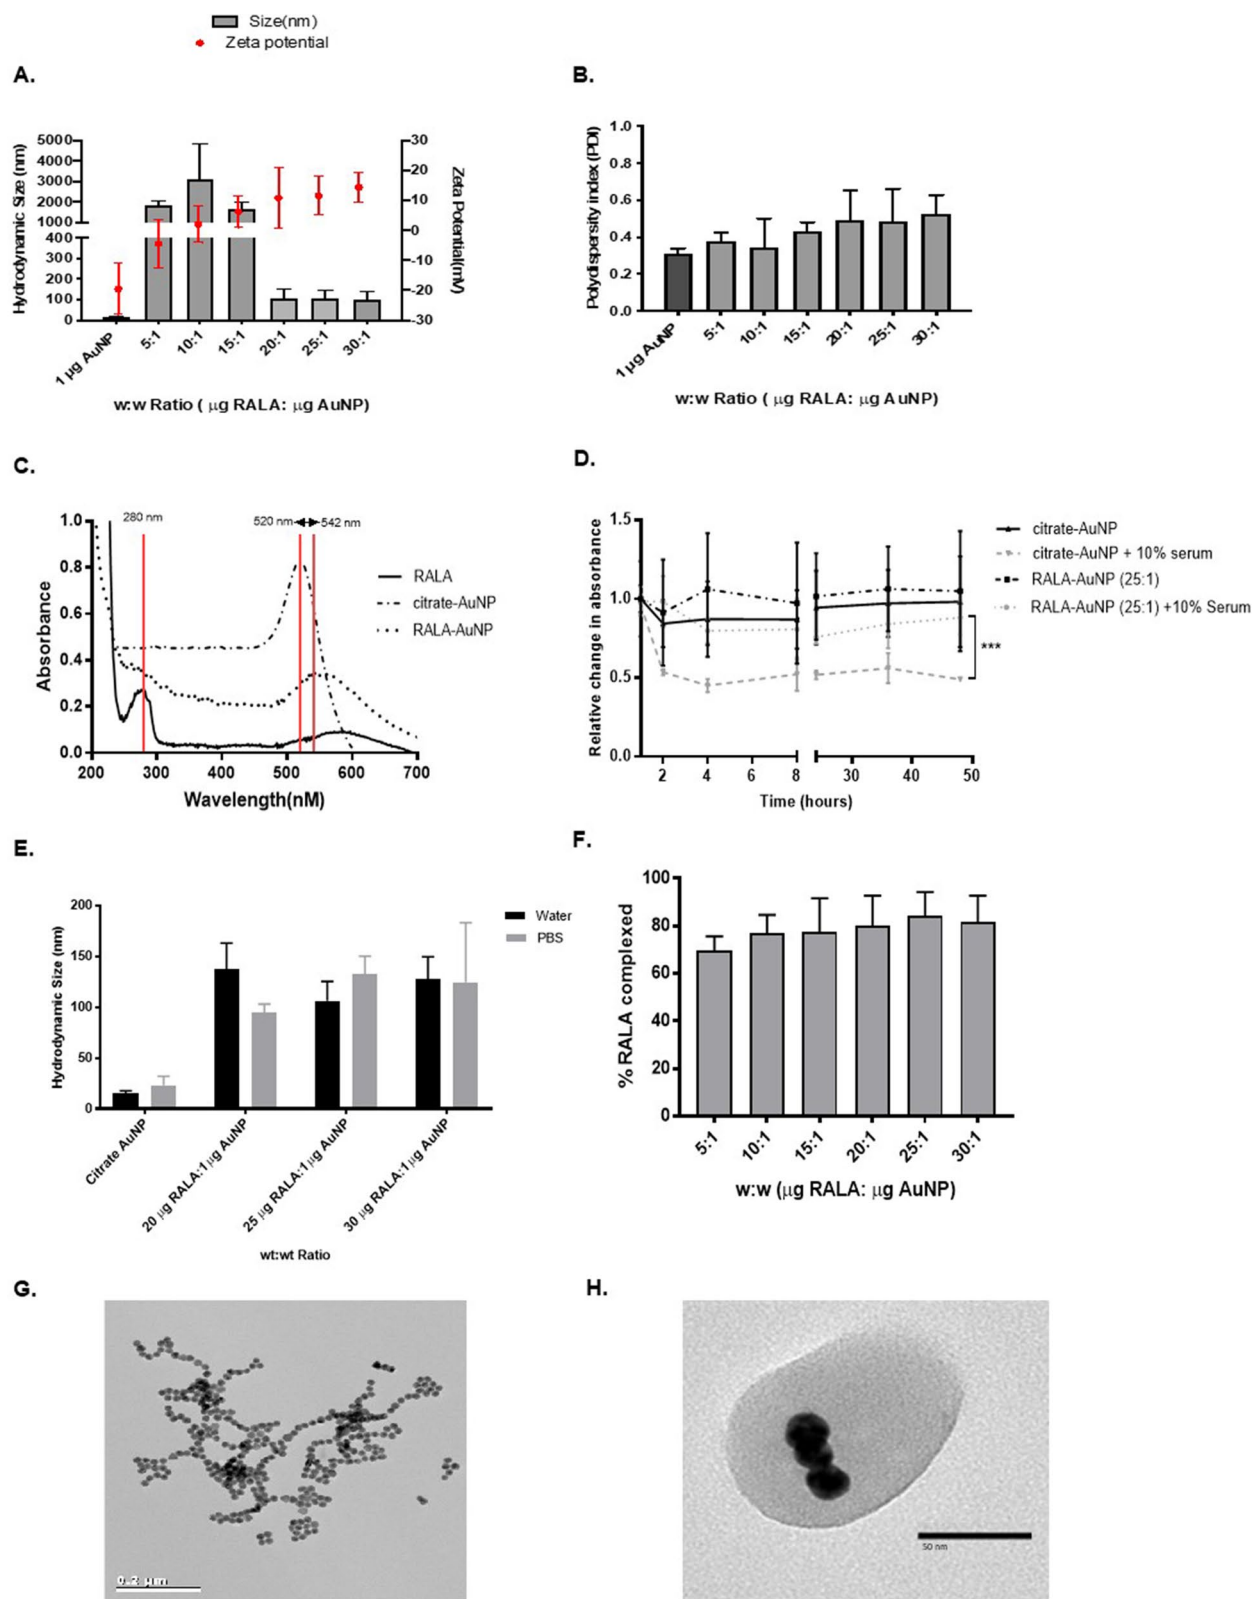 Size(nm)
Zeta potential
A.
Hydrodynamic Size (nm)
5000
4000
3000
2000
1000
400
300
200
100
0
30
20
10
0
-10
-20
-30
Zeta Potential(mV)
1 µg AuNP
5:1
10:1
15:1
20:1
25:1
30:1
w:w Ratio ( µg RALA: µg AuNP)
B.
Polydispersity index (PDI)
1.0
0.8
0.6
0.4
0.2
0.0
1 µg AuNP
5:1
10:1
15:1
20:1
25:1
30:1
w:w Ratio ( µg RALA: µg AuNP)
C.
280 nm
520 nm
542 nm
Absorbance
1.0
0.8
0.6
0.4
0.2
0.0
200
300
400
500
600
700
Wavelength(nM)
RALA
citrate-AuNP
RALA-AuNP
D.
Relative change in absorbance
1.5
1.0
0.5
0.0
2
4
6
8
30
40
50
Time (hours)
citrate-AuNP
citrate-AuNP + 10% serum
RALA-AuNP (25:1)
RALA-AuNP (25:1) +10% Serum
***
E.
Hydrodynamic Size (nm)
200
150
100
50
0
Water
PBS
Citrate AuNP
20 µg RALA:1µg AuNP
25 µg RALA:1µg AuNP
30 µg RALA:1µg AuNP
wt:wt Ratio
F.
% RALA complexed
100
80
60
40
20
0
5:1
10:1
15:1
20:1
25:1
30:1
w:w (µg RALA: µg AuNP)
G.
0.2 µm
H.
50 nm